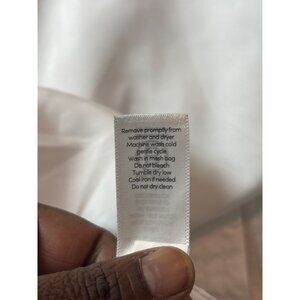 Remove promptly from
washer and dryer
Machine wash cold
gentle cycle
Wash in mesh bag
Do not bleach
Tumble dry low
Cool iron if needed
Do not dry clean